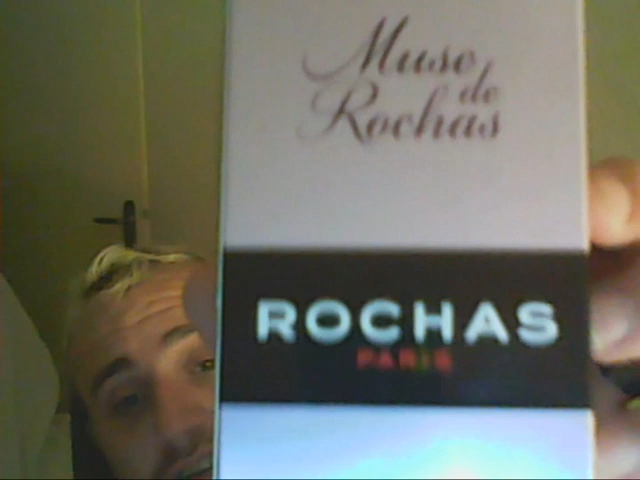 Muse
de
Rochas
ROCHAS
PARIS